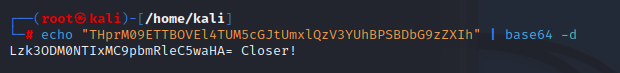 ┌──(root㉿kali)-[/home/kali]
└─# echo "THprM09ETTBOVEl4TUM5cGJtUmxlQzV3YUhBPSBDbG9zZXIh" | base64 -d
Lzk3ODM0NTIxMC9pbmRleC5waHA= Closer!